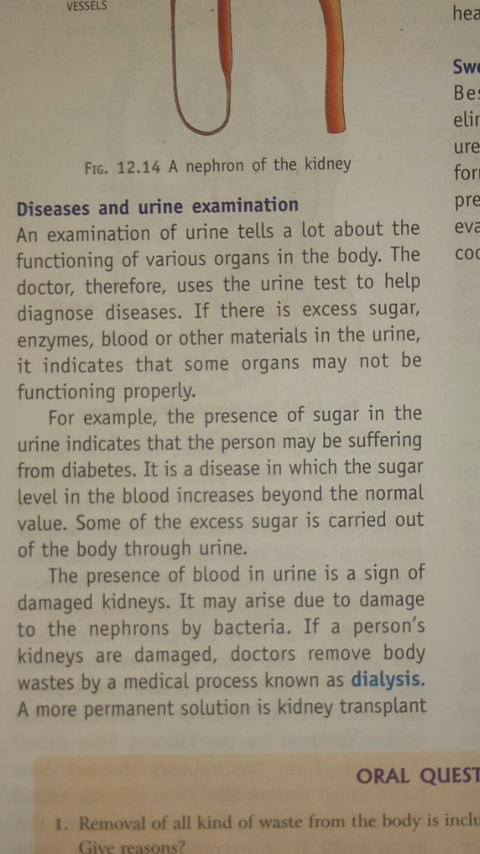 VESSELS
FIG. 12.14 A nephron of the kidney
Diseases and urine examination
An examination of urine tells a lot about the
functioning of various organs in the body. The
doctor, therefore, uses the urine test to help
diagnose diseases. If there is excess sugar,
enzymes, blood or other materials in the urine,
it indicates that some organs may not be
functioning properly.
For example, the presence of sugar in the
urine indicates that the person may be suffering
from diabetes. It is a disease in which the sugar
level in the blood increases beyond the normal
value. Some of the excess sugar is carried out
of the body through urine.
The presence of blood in urine is a sign of
damaged kidneys. It may arise due to damage
to the nephrons by bacteria. If a person's
kidneys are damaged, doctors remove body
wastes by a medical process known as dialysis.
A more permanent solution is kidney transplant
ORAL QUEST
1. Removal of all kind of waste from the body is inclu
Give reasons?
hea
Swe
Bes
elin
ure
for
pre
eva